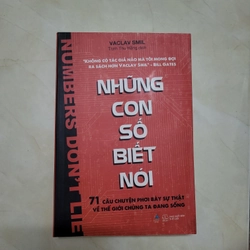 VACLAV SMIL
"KHÔNG CÓ TÁC GIẢ NÀO MÀ TÔI MONG ĐỢI
RA SÁCH HƠN VACLAV SMIL" - BILL GATES
NHỮNG
CON
SỐ
BIẾT
NÓI
71 CÂU CHUYỆN PHƠI BÀY SỰ THẬT
VỀ THẾ GIỚI CHÚNG TA ĐANG SỐNG
NUMBERS DON'T LIE